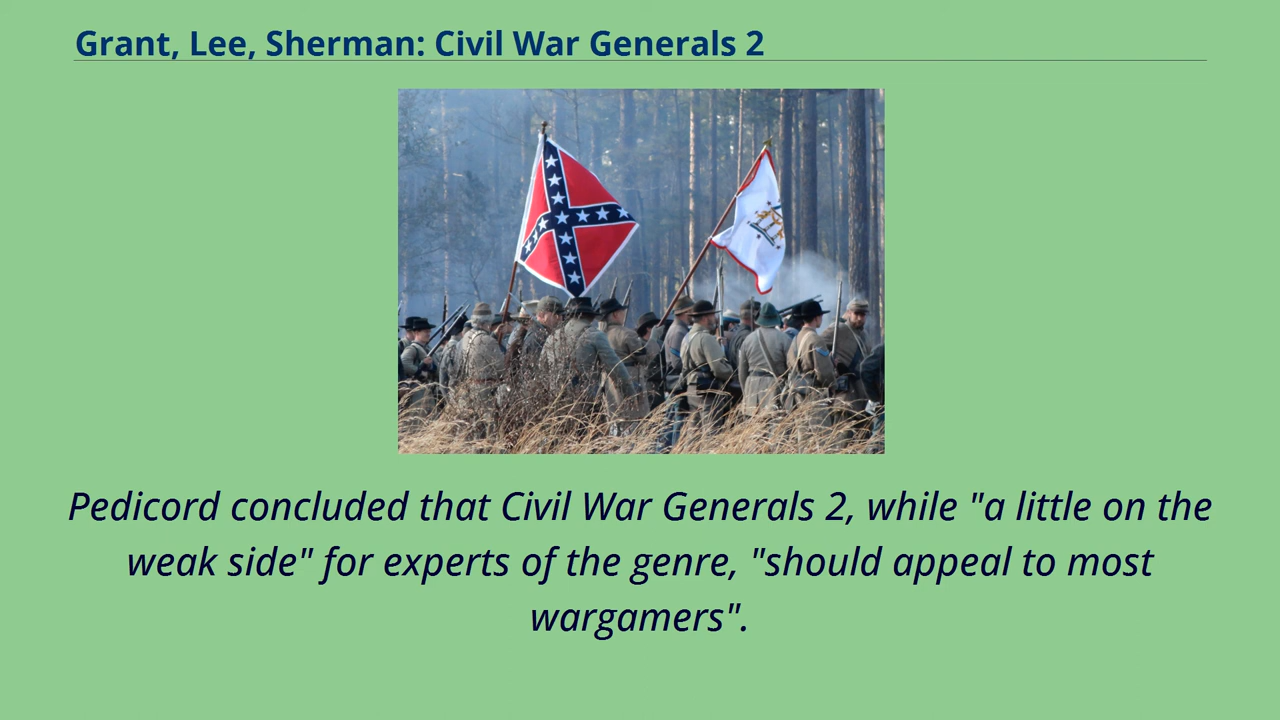 Grant, Lee, Sherman: Civil War Generals 2
Pedicord concluded that Civil War Generals 2, while "a little on the
weak side" for experts of the genre, "should appeal to most
wargamers".